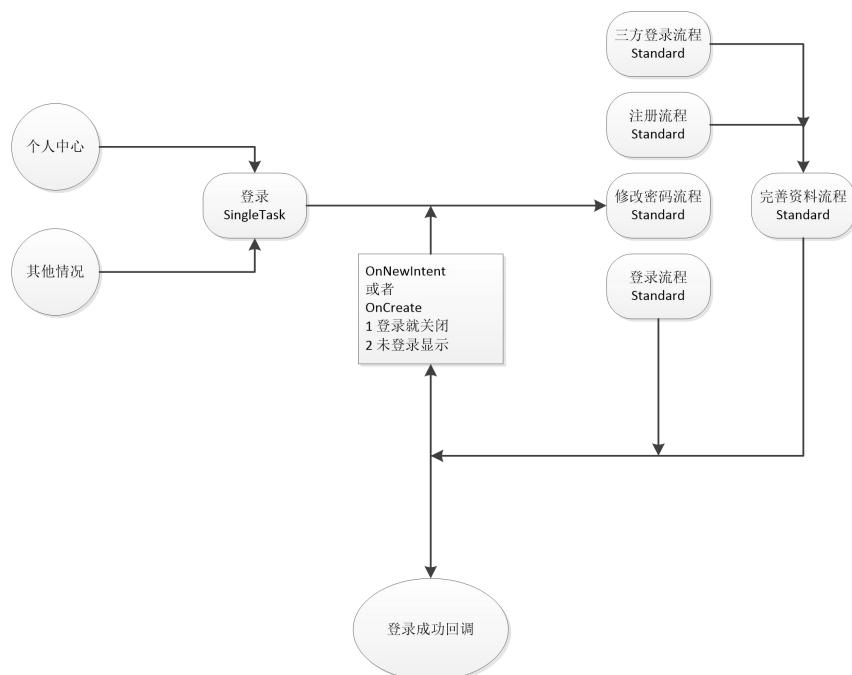 三方登录流程
Standard
注册流程
Standard
个人中心
登录
SingleTask
修改密码流程
Standard
完善资料流程
Standard
其他情况
OnNewIntent
或者
OnCreate
1 登录就关闭
2 未登录显示
登录流程
Standard
登录成功回调